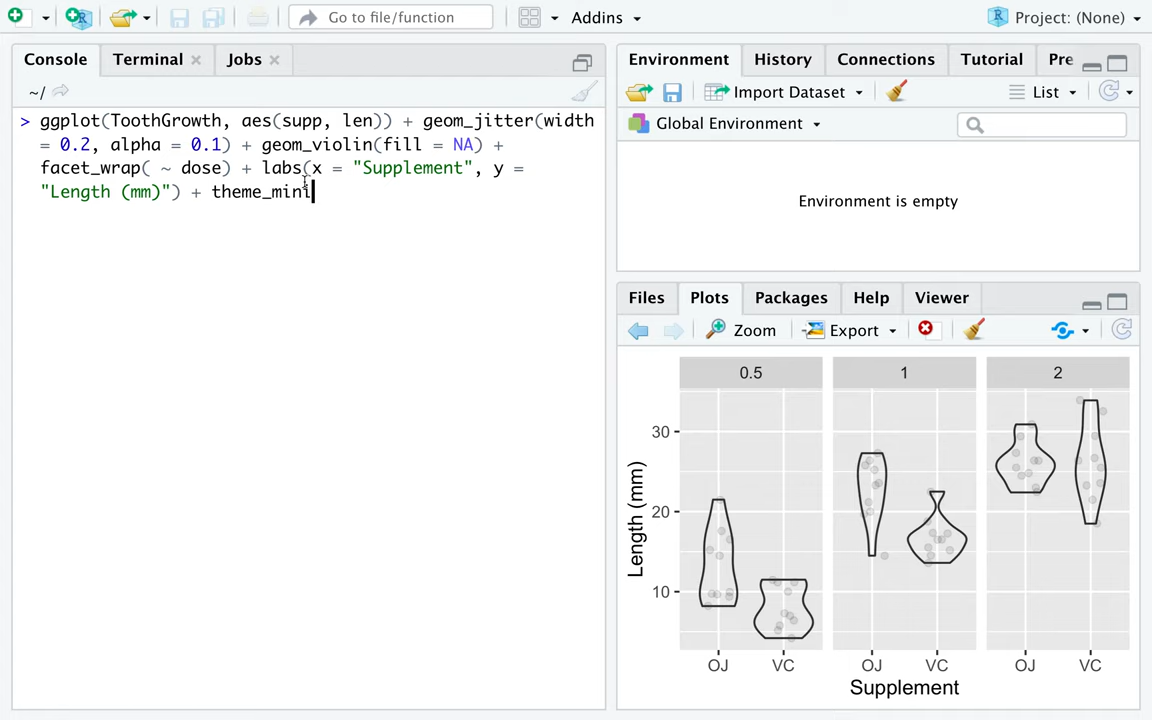 Go to file/function
Addins
Project: (None)
Console
Terminal
Jobs
~/
> ggplot(ToothGrowth, aes(supp, len)) + geom_jitter(width
= 0.2, alpha = 0.1) + geom_violin(fill = NA) +
facet_wrap( ~ dose) + labs(x = "Supplement", y =
"Length (mm)") + theme_mini
Environment
History
Connections
Tutorial
Pre
Import Dataset
List
Global Environment
Environment is empty
Files
Plots
Packages
Help
Viewer
Zoom
Export
0.5
1
2
30
20
10
Length (mm)
OJ
VC
OJ
VC
OJ
VC
Supplement